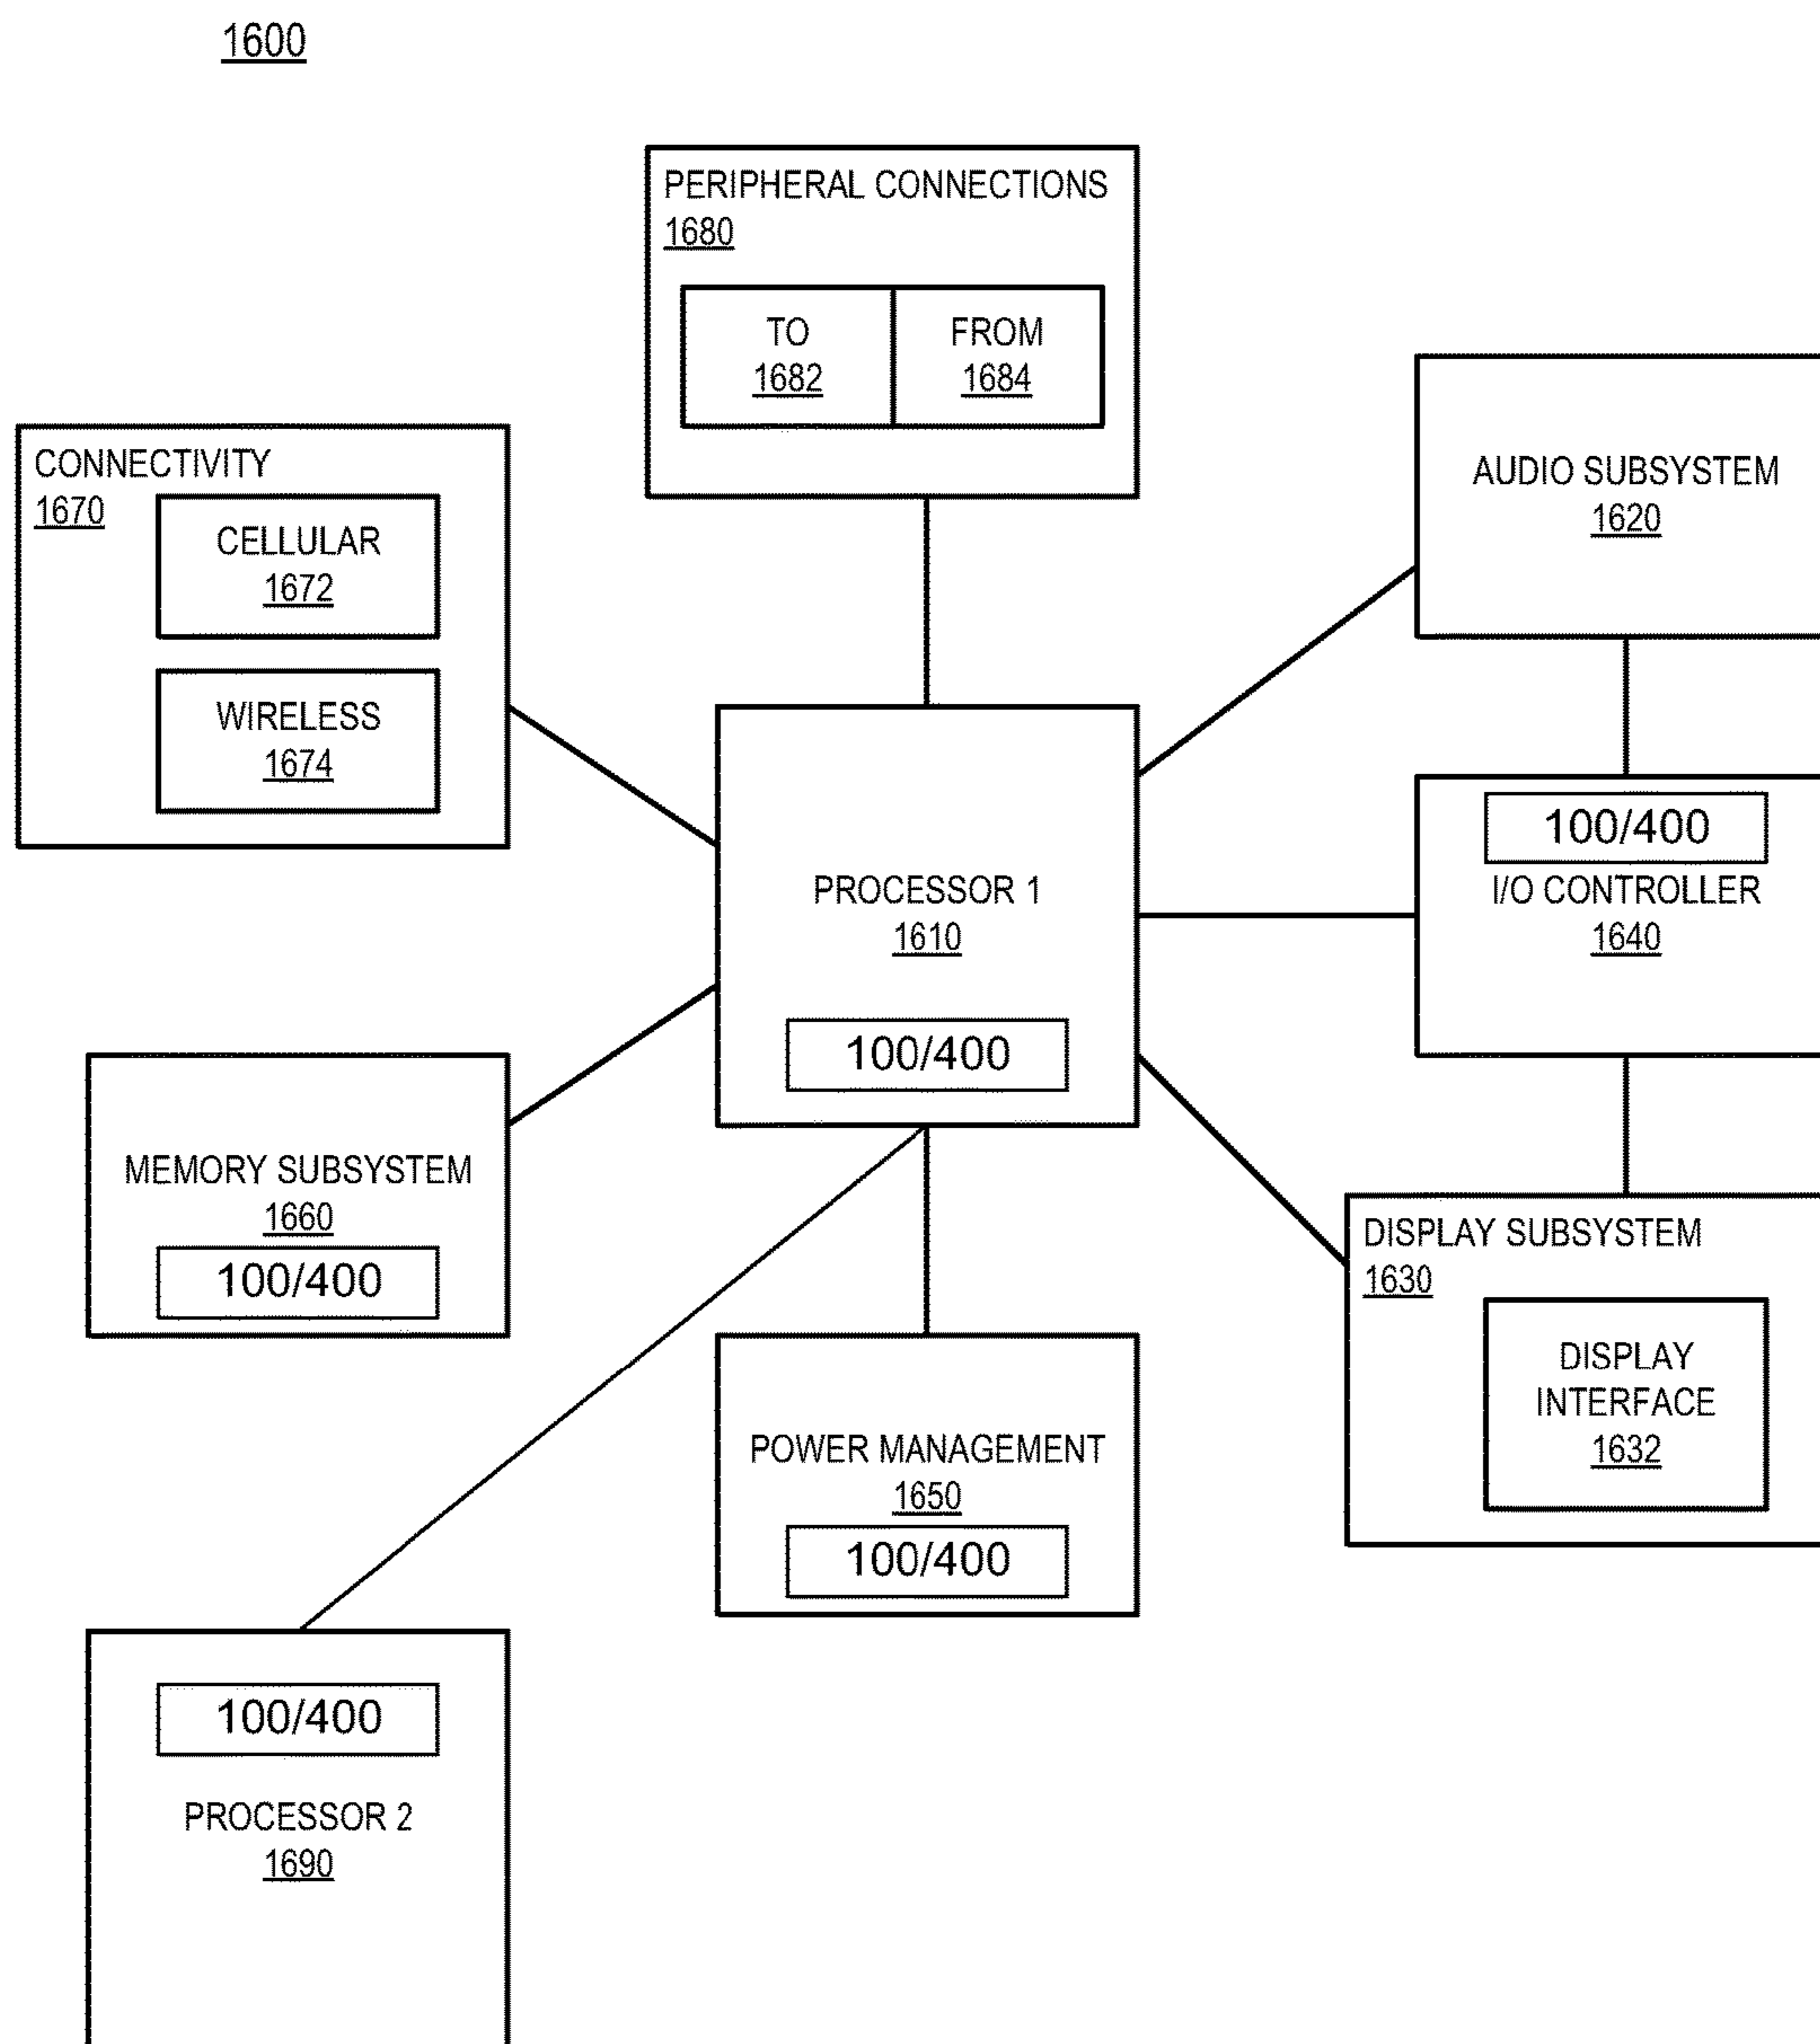 1600
PERIPHERAL CONNECTIONS
1680
TO
1682
FROM
1684
CONNECTIVITY
1670
CELLULAR
1672
WIRELESS
1674
AUDIO SUBSYSTEM
1620
PROCESSOR 1
1610
100/400
100/400
I/O CONTROLLER
1640
MEMORY SUBSYSTEM
1660
100/400
DISPLAY SUBSYSTEM
1630
DISPLAY
INTERFACE
1632
POWER MANAGEMENT
1650
100/400
100/400
PROCESSOR 2
1690